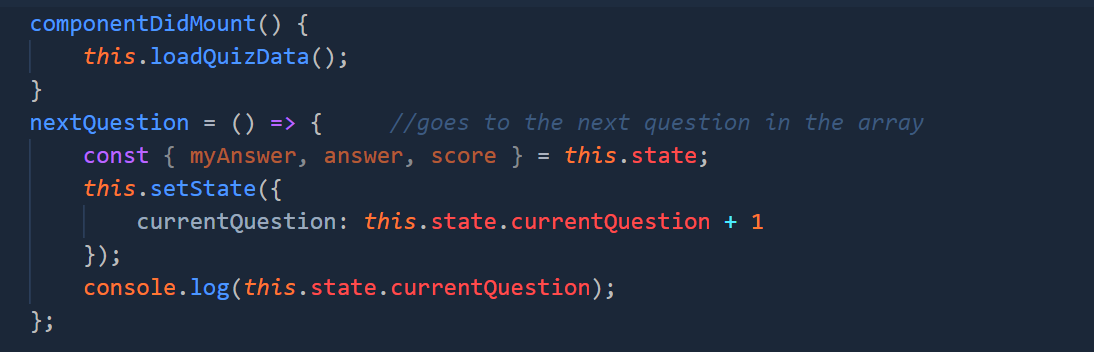 componentDidMount() {
    this.loadQuizData();
}
nextQuestion = () => {     //goes to the next question in the array
    const { myAnswer, answer, score } = this.state;
    this.setState({
        currentQuestion: this.state.currentQuestion + 1
    });
    console.log(this.state.currentQuestion);
};